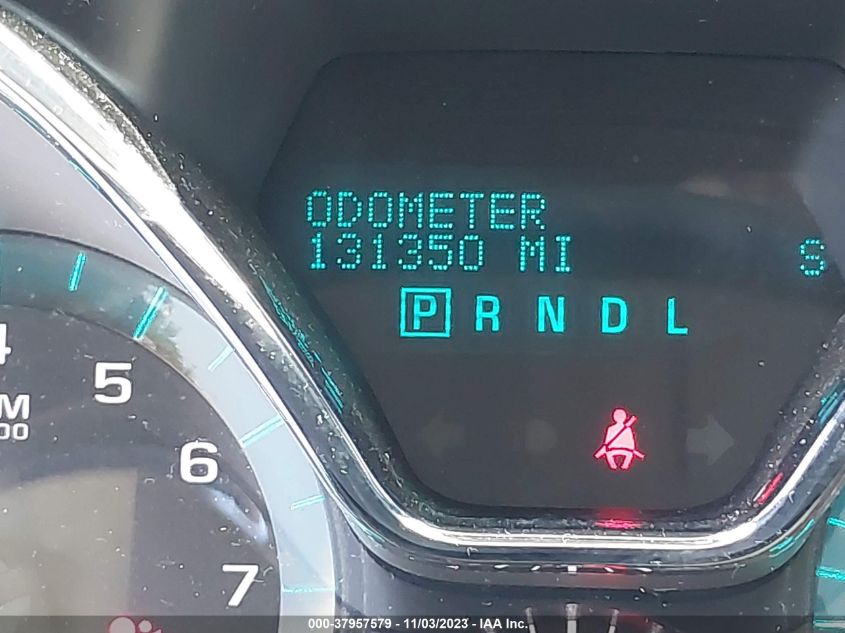 ODOMETER
131350 MI S
P R N D L
4
5
6
7
000-37957579 - 11/03/2023 - IAA Inc.